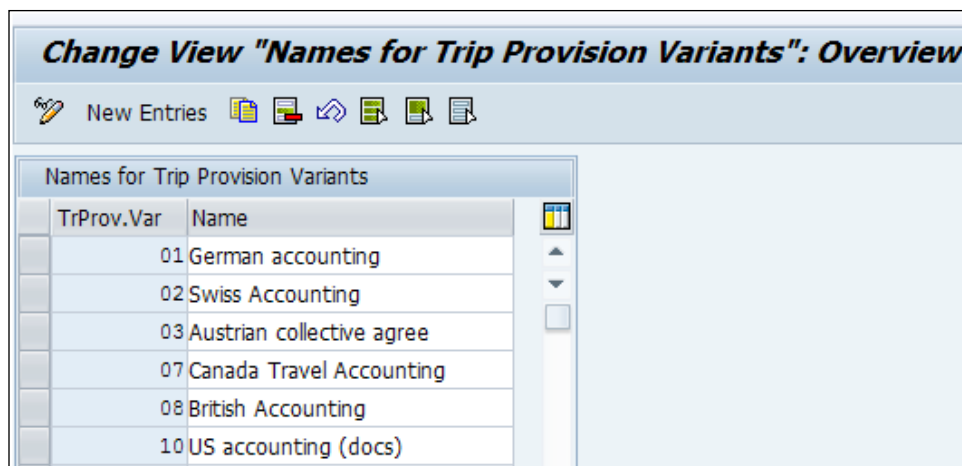 Change View "Names for Trip Provision Variants": Overview
New Entries
Names for Trip Provision Variants
TrProv.Var Name
01 German accounting
02 Swiss Accounting
03 Austrian collective agree
07 Canada Travel Accounting
08 British Accounting
10 US accounting (docs)